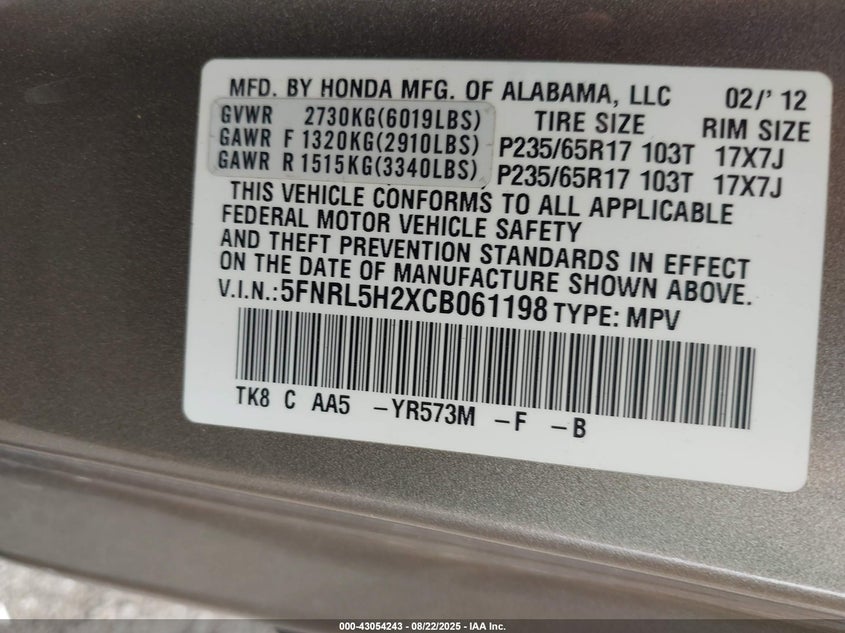 MFD. BY HONDA MFG. OF ALABAMA, LLC 02/' 12
GVWR 2730KG(6019LBS) TIRE SIZE RIM SIZE
GAWR F 1320KG(2910LBS) P235/65R17 103T 17X7J
GAWR R 1515KG(3340LBS) P235/65R17 103T 17X7J
THIS VEHICLE CONFORMS TO ALL APPLICABLE
FEDERAL MOTOR VEHICLE SAFETY
AND THEFT PREVENTION STANDARDS IN EFFECT
ON THE DATE OF MANUFACTURE SHOWN ABOVE.
V.I.N.:5FNRL5H2XCB061198 TYPE: MPV
TK8 C AA5 -YR573M -F -B
000-43054243 - 08/22/2025 - IAA Inc.